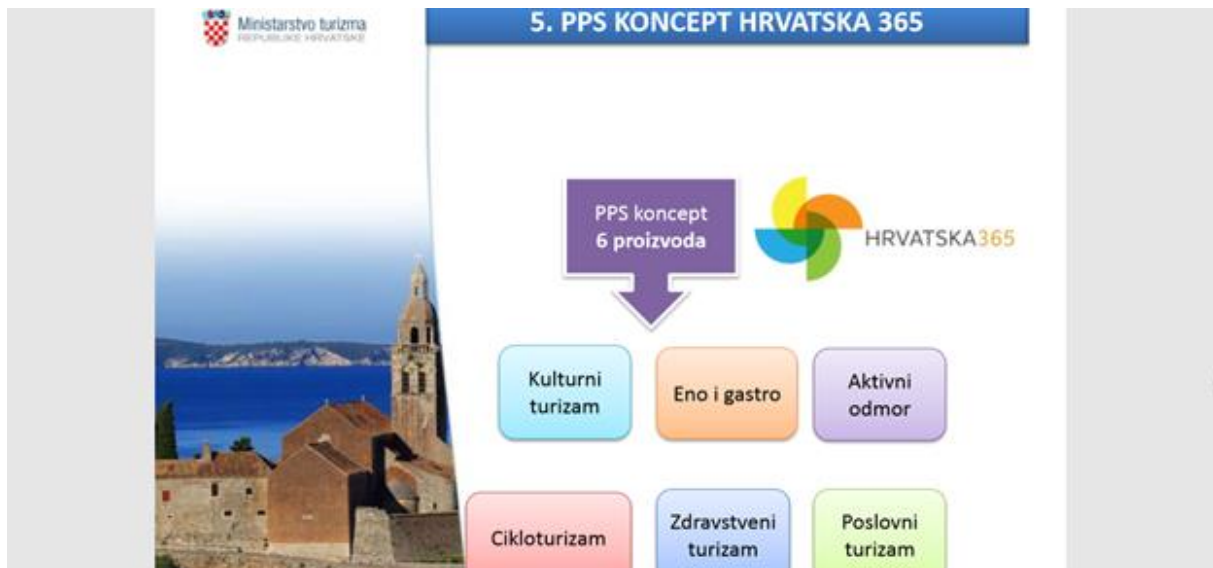 Ministarstvo turizma
REPUBLIKE HRVATSKE
5. PPS KONCEPT HRVATSKA 365
PPS koncept
6 proizvoda
HRVATSKA365
Kulturni
turizam
Eno i gastro
Aktivni
odmor
Cikloturizam
Zdravstveni
turizam
Poslovni
turizam